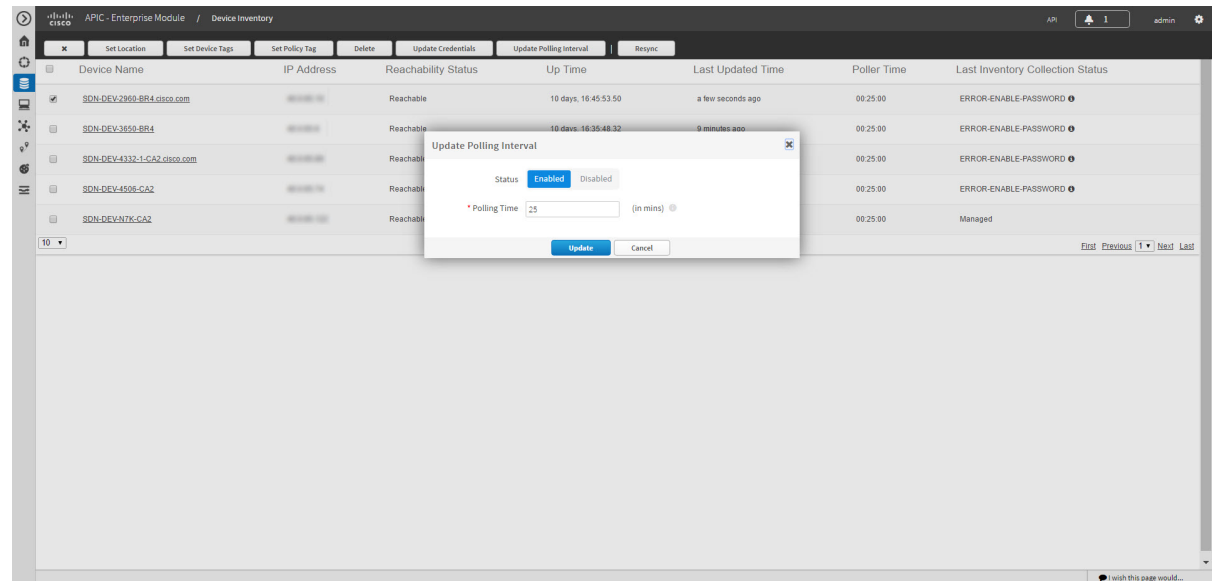 cisco APIC - Enterprise Module / Device Inventory API 1 admin
Set Location Set Device Tags Set Policy Tag Delete Update Credentials Update Polling Interval | Resync
Device Name IP Address Reachability Status Up Time Last Updated Time Poller Time Last Inventory Collection Status
SDN-DEV-2960-BR4.cisco.com Reachable 10 days, 16:45:53.50 a few seconds ago 00:25:00 ERROR-ENABLE-PASSWORD
SDN-DEV-3650-BR4 Reachable 10 days, 16:35:48.32 9 minutes ago 00:25:00 ERROR-ENABLE-PASSWORD
Update Polling Interval
SDN-DEV-4332-1-CA2.cisco.com 00:25:00 ERROR-ENABLE-PASSWORD
Status Enabled Disabled
SDN-DEV-4506-CA2 00:25:00 ERROR-ENABLE-PASSWORD
* Polling Time 25 (in mins)
SDN-DEV-N7K-CA2 00:25:00 Managed
10 First Previous 1 Next Last
Update Cancel
I wish this page would...